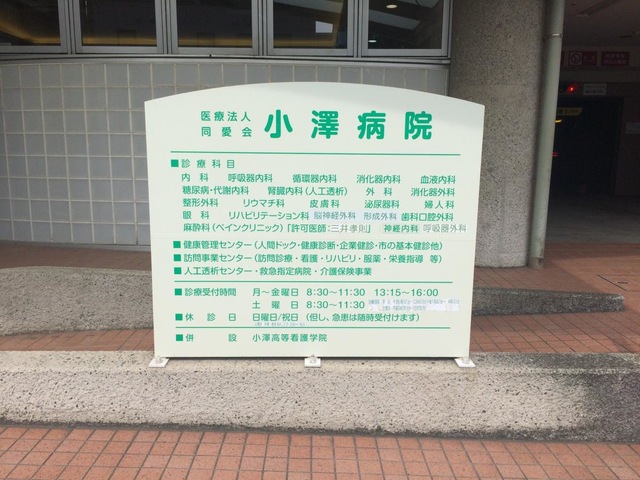 医療法人
同愛会
小澤病院
■診療科目
内科 呼吸器内科 循環器内科 消化器内科 血液内科
糖尿病・代謝内科 腎臓内科(人工透析) 外科 消化器外科
整形外科 リウマチ科 皮膚科 泌尿器科 婦人科
眼科 リハビリテーション科 脳神経外科 形成外科 歯科口腔外科
麻酔科(ペインクリニック)「許可医師:三井孝則」 神経内科 呼吸器外科
■健康管理センター(人間ドック・健康診断・企業健診・市の基本健診他)
■訪問事業センター(訪問診療・看護・リハビリ・服薬・栄養指導 等)
■人工透析センター・救急指定病院・介護保険事業
■診療受付時間 月～金曜日 8:30～11:30 13:15～16:00
土曜日 8:30～11:30
■休診日 日曜日/祝日(但し、急患は随時受付けます)
■併設 小澤高等看護学院